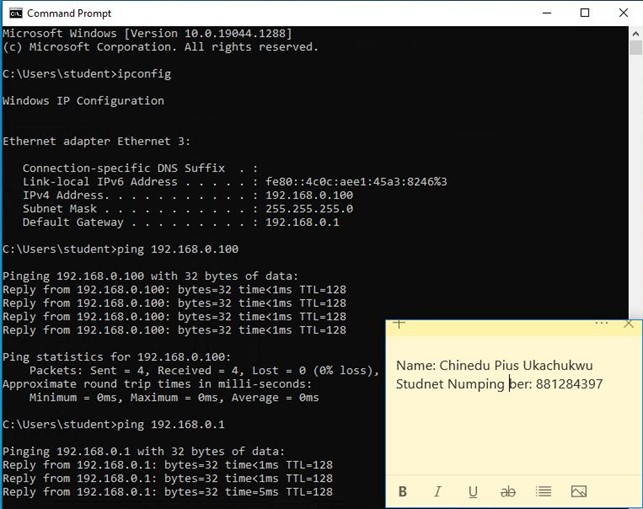 Command Prompt
Microsoft Windows [Version 10.0.19044.1288]
(c) Microsoft Corporation. All rights reserved.
C:\Users\student>ipconfig
Windows IP Configuration
Ethernet adapter Ethernet 3:
Connection-specific DNS Suffix . :
Link-local IPv6 Address . . . . . : fe80::4c0c:aee1:45a3:8246%3
IPv4 Address. . . . . . . . . . . : 192.168.0.100
Subnet Mask . . . . . . . . . . . : 255.255.255.0
Default Gateway . . . . . . . . . : 192.168.0.1
C:\Users\student>ping 192.168.0.100
Pinging 192.168.0.100 with 32 bytes of data:
Reply from 192.168.0.100: bytes=32 time<1ms TTL=128
Reply from 192.168.0.100: bytes=32 time<1ms TTL=128
Reply from 192.168.0.100: bytes=32 time<1ms TTL=128
Reply from 192.168.0.100: bytes=32 time<1ms TTL=128
Ping statistics for 192.168.0.100:
Packets: Sent = 4, Received = 4, Lost = 0 (0% loss),
Approximate round trip times in milli-seconds:
Minimum = 0ms, Maximum = 0ms, Average = 0ms
C:\Users\student>ping 192.168.0.1
Pinging 192.168.0.1 with 32 bytes of data:
Reply from 192.168.0.1: bytes=32 time<1ms TTL=128
Reply from 192.168.0.1: bytes=32 time<1ms TTL=128
Reply from 192.168.0.1: bytes=32 time=5ms TTL=128
Name: Chinedu Pius Ukachukwu
Studnet Numping ber: 881284397
B I U ab